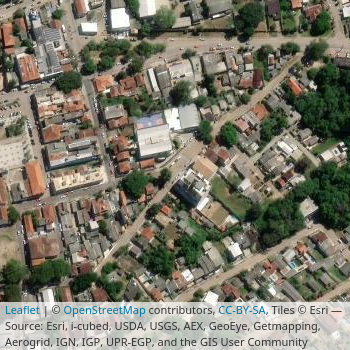 Leaflet | © OpenStreetMap contributors, CC-BY-SA, Tiles © Esri —
Source: Esri, i-cubed, USDA, USGS, AEX, GeoEye, Getmapping,
Aerogrid, IGN, IGP, UPR-EGP, and the GIS User Community